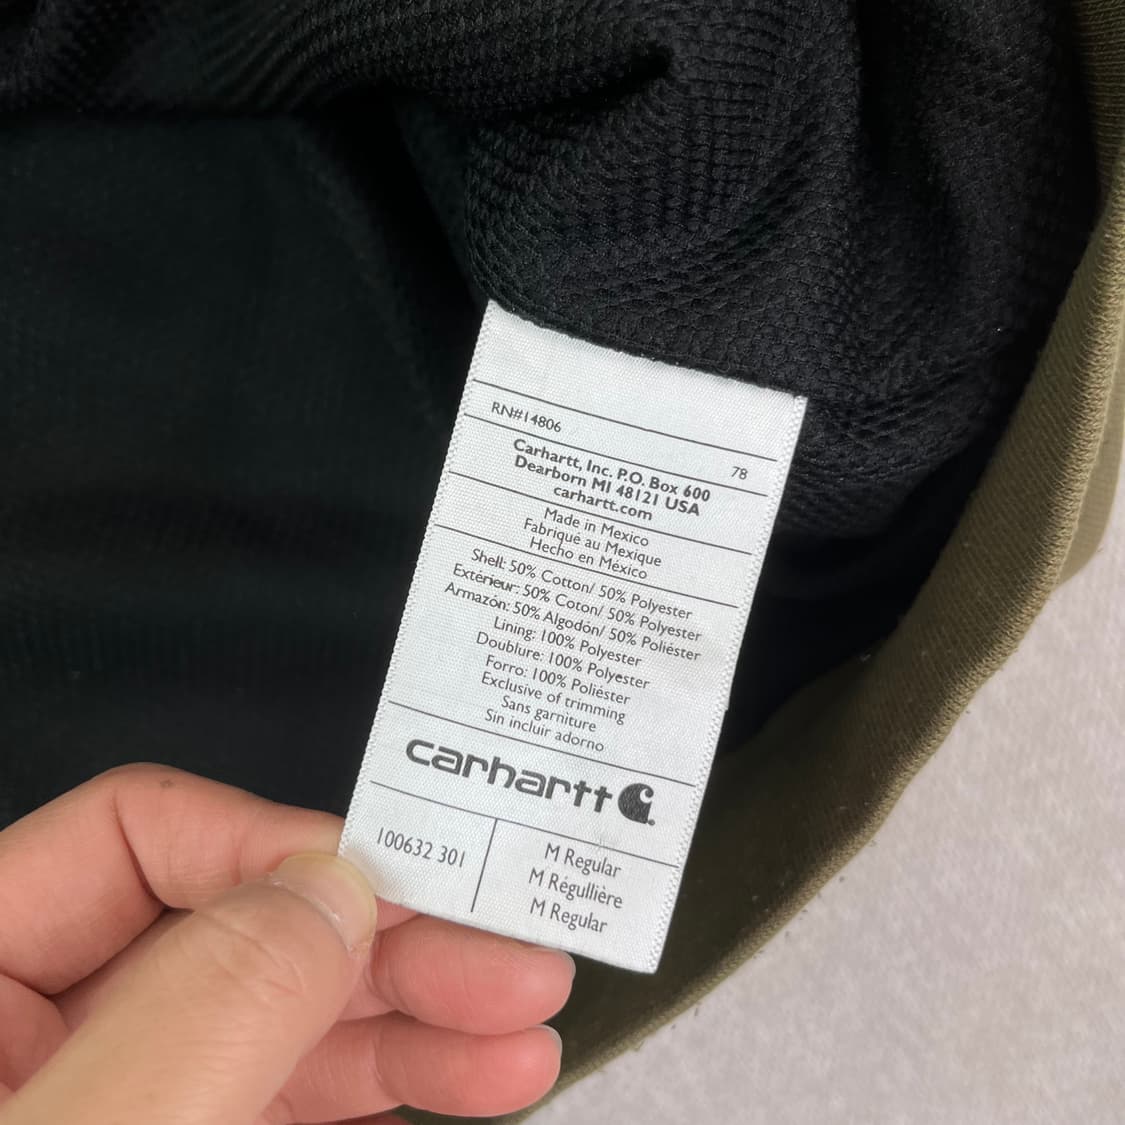 RN#14806
78
Carhartt, Inc. P.O. Box 600
Dearborn MI 48121 USA
carhartt.com
Made in Mexico
Fabriqué au Mexique
Hecho en México
Shell: 50% Cotton/ 50% Polyester
Extérieur: 50% Coton/ 50% Polyester
Armazón: 50% Algodón/ 50% Poliéster
Lining: 100% Polyester
Doublure: 100% Polyester
Forro: 100% Poliéster
Exclusive of trimming
Sans garniture
Sin incluir adorno
carhartt
100632 301
M Regular
M Régullière
M Regular